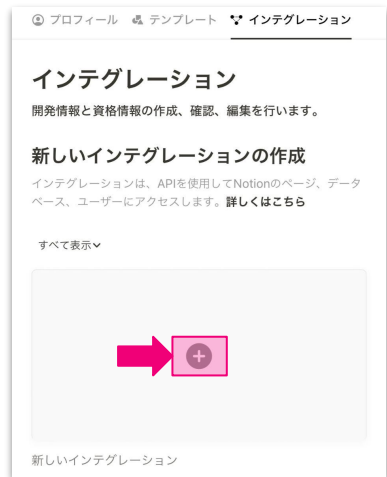 プロフィール テンプレート インテグレーション
インテグレーション
開発情報と資格情報の作成、確認、編集を行います。
新しいインテグレーションの作成
インテグレーションは、APIを使用してNotionのページ、データ
ベース、ユーザーにアクセスします。詳しくはこちら
すべて表示
新しいインテグレーション